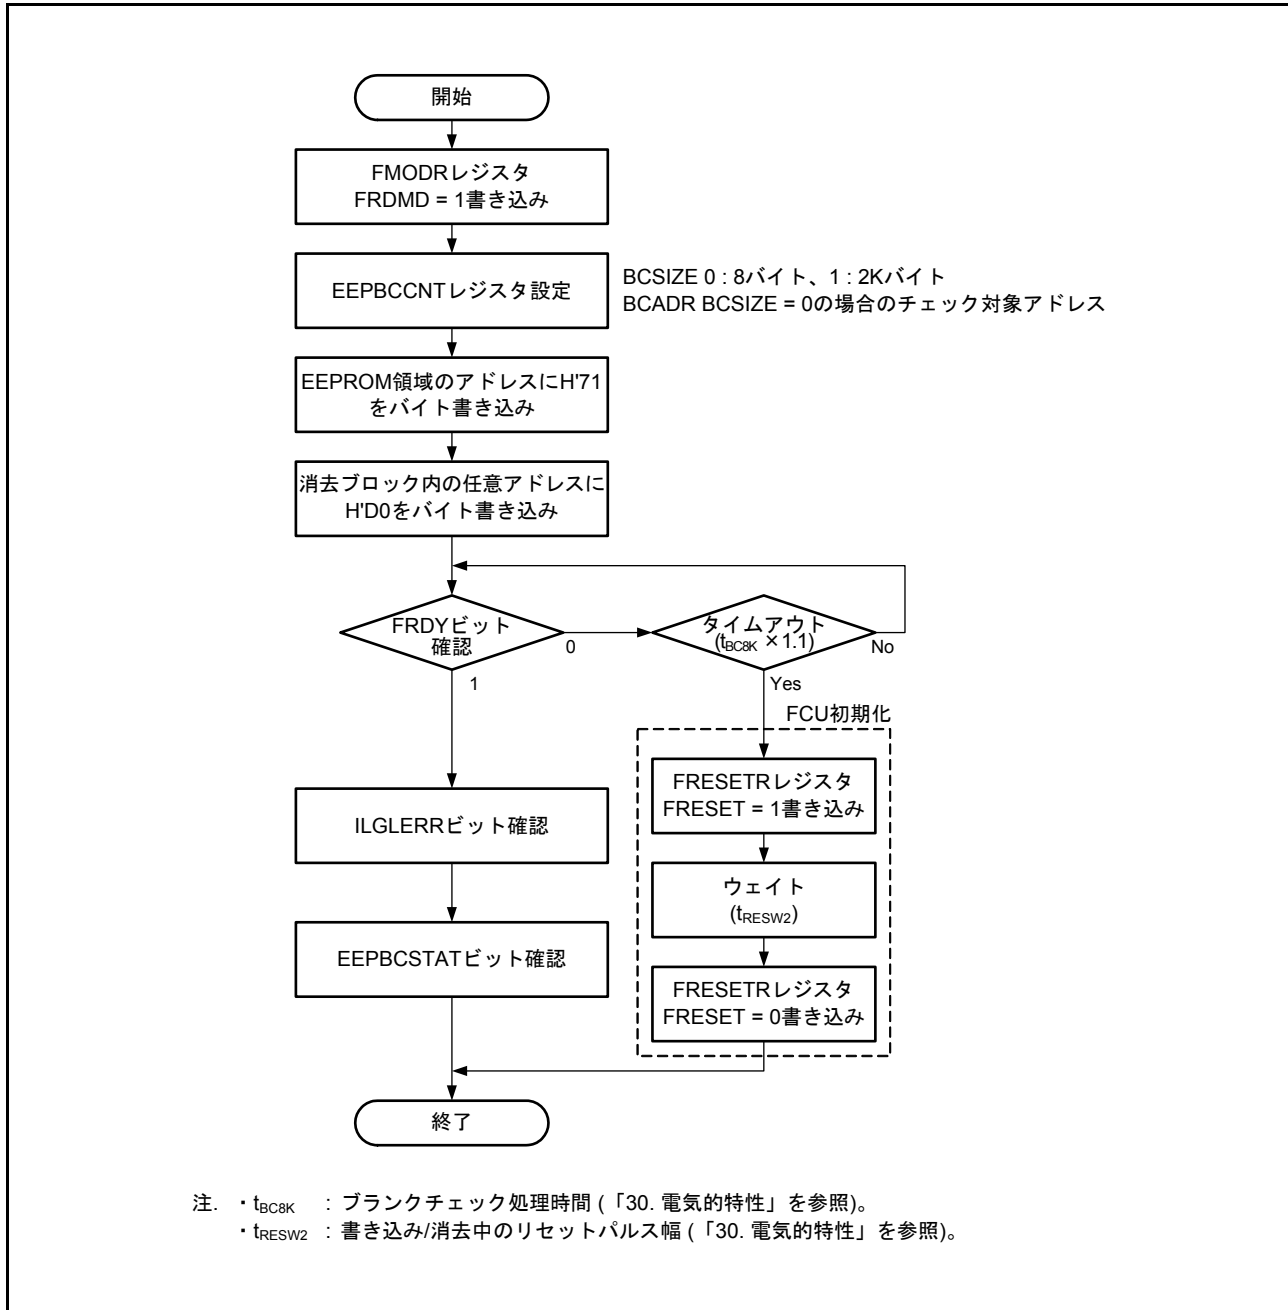 開始
FMODRレジスタ
FRDMD = 1書き込み
EEPBCCNTレジスタ設定
BCSIZE 0 : 8バイト、1 : 2Kバイト
BCADR BCSIZE = 0の場合のチェック対象アドレス
EEPROM領域のアドレスにH'71
をバイト書き込み
消去ブロック内の任意アドレスに
H'D0をバイト書き込み
FRDYビット
確認
0
1
タイムアウト
(tBC8K ×1.1)
No
Yes
FCU初期化
FRESETRレジスタ
FRESET = 1書き込み
ウェイト
(tRESW2)
FRESETRレジスタ
FRESET = 0書き込み
ILGLERRビット確認
EEPBCSTATビット確認
終了
注. ・tBC8K : ブランクチェック処理時間 (「30. 電気的特性」を参照)。
・tRESW2 : 書き込み/消去中のリセットパルス幅 (「30. 電気的特性」を参照)。